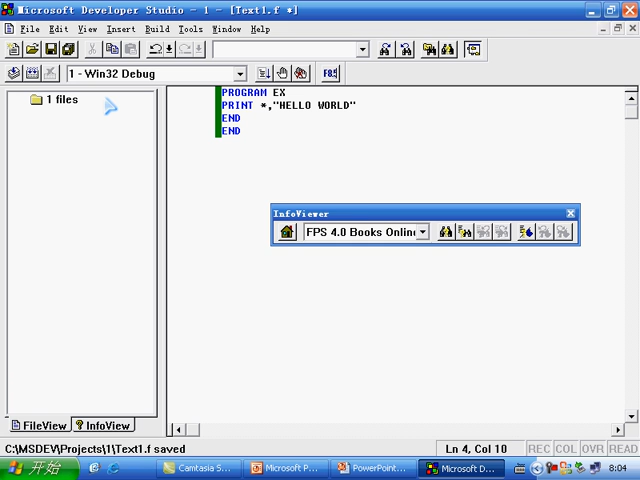 Microsoft Developer Studio - 1 - [Text1.f *]
File Edit View Insert Build Tools Window Help
1 - Win32 Debug
1 files
PROGRAM EX
PRINT *,"HELLO WORLD"
END
END
InfoViewer
FPS 4.0 Books Online
FileView InfoView
C:\MSDEV\Projects\1\Text1.f saved
Ln 4, Col 10
REC COL OVR READ
开始
Camtasia S...
Microsoft P...
PowerPoint...
Microsoft D...
8:04